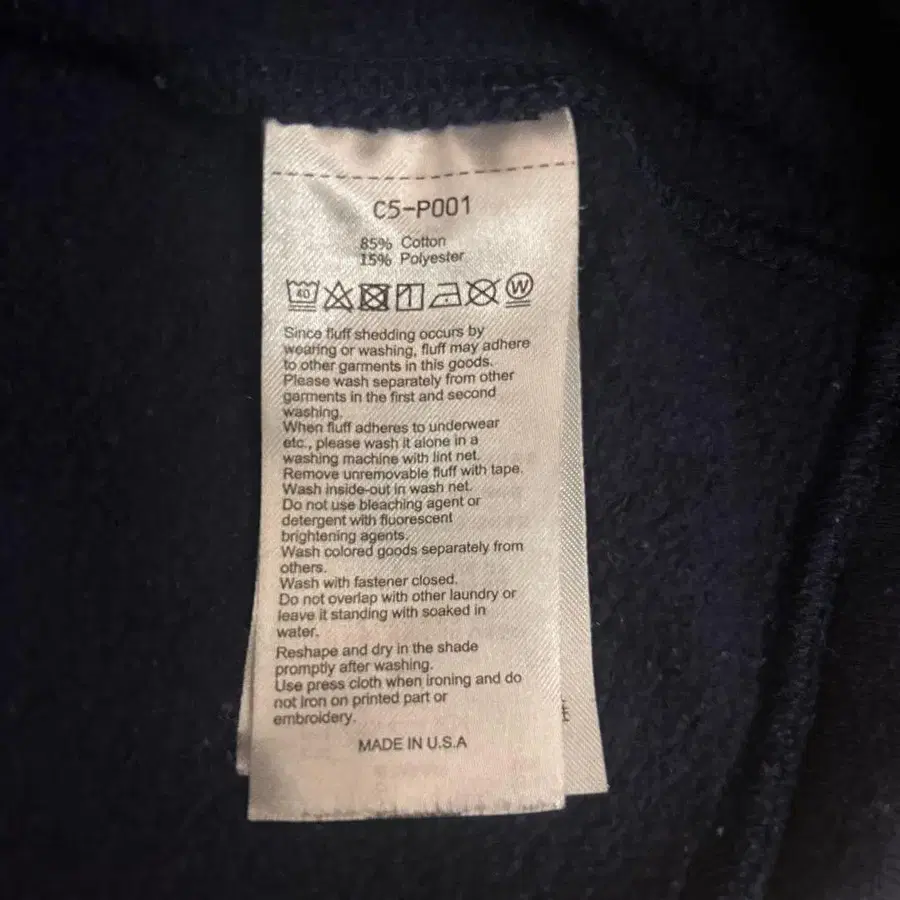 C5-P001
85% Cotton
15% Polyester
40 W
Since fluff shedding occurs by
wearing or washing, fluff may adhere
to other garments in this goods.
Please wash separately from other
garments in the first and second
washing.
When fluff adheres to underwear
etc., please wash it alone in a
washing machine with lint net.
Remove unremovable fluff with tape.
Wash inside-out in wash net.
Do not use bleaching agent or
detergent with fluorescent
brightening agents.
Wash colored goods separately from
others.
Wash with fastener closed.
Do not overlap with other laundry or
leave it standing with soaked in
water.
Reshape and dry in the shade
promptly after washing.
Use press cloth when ironing and do
not iron on printed part or
embroidery.
MADE IN U.S.A